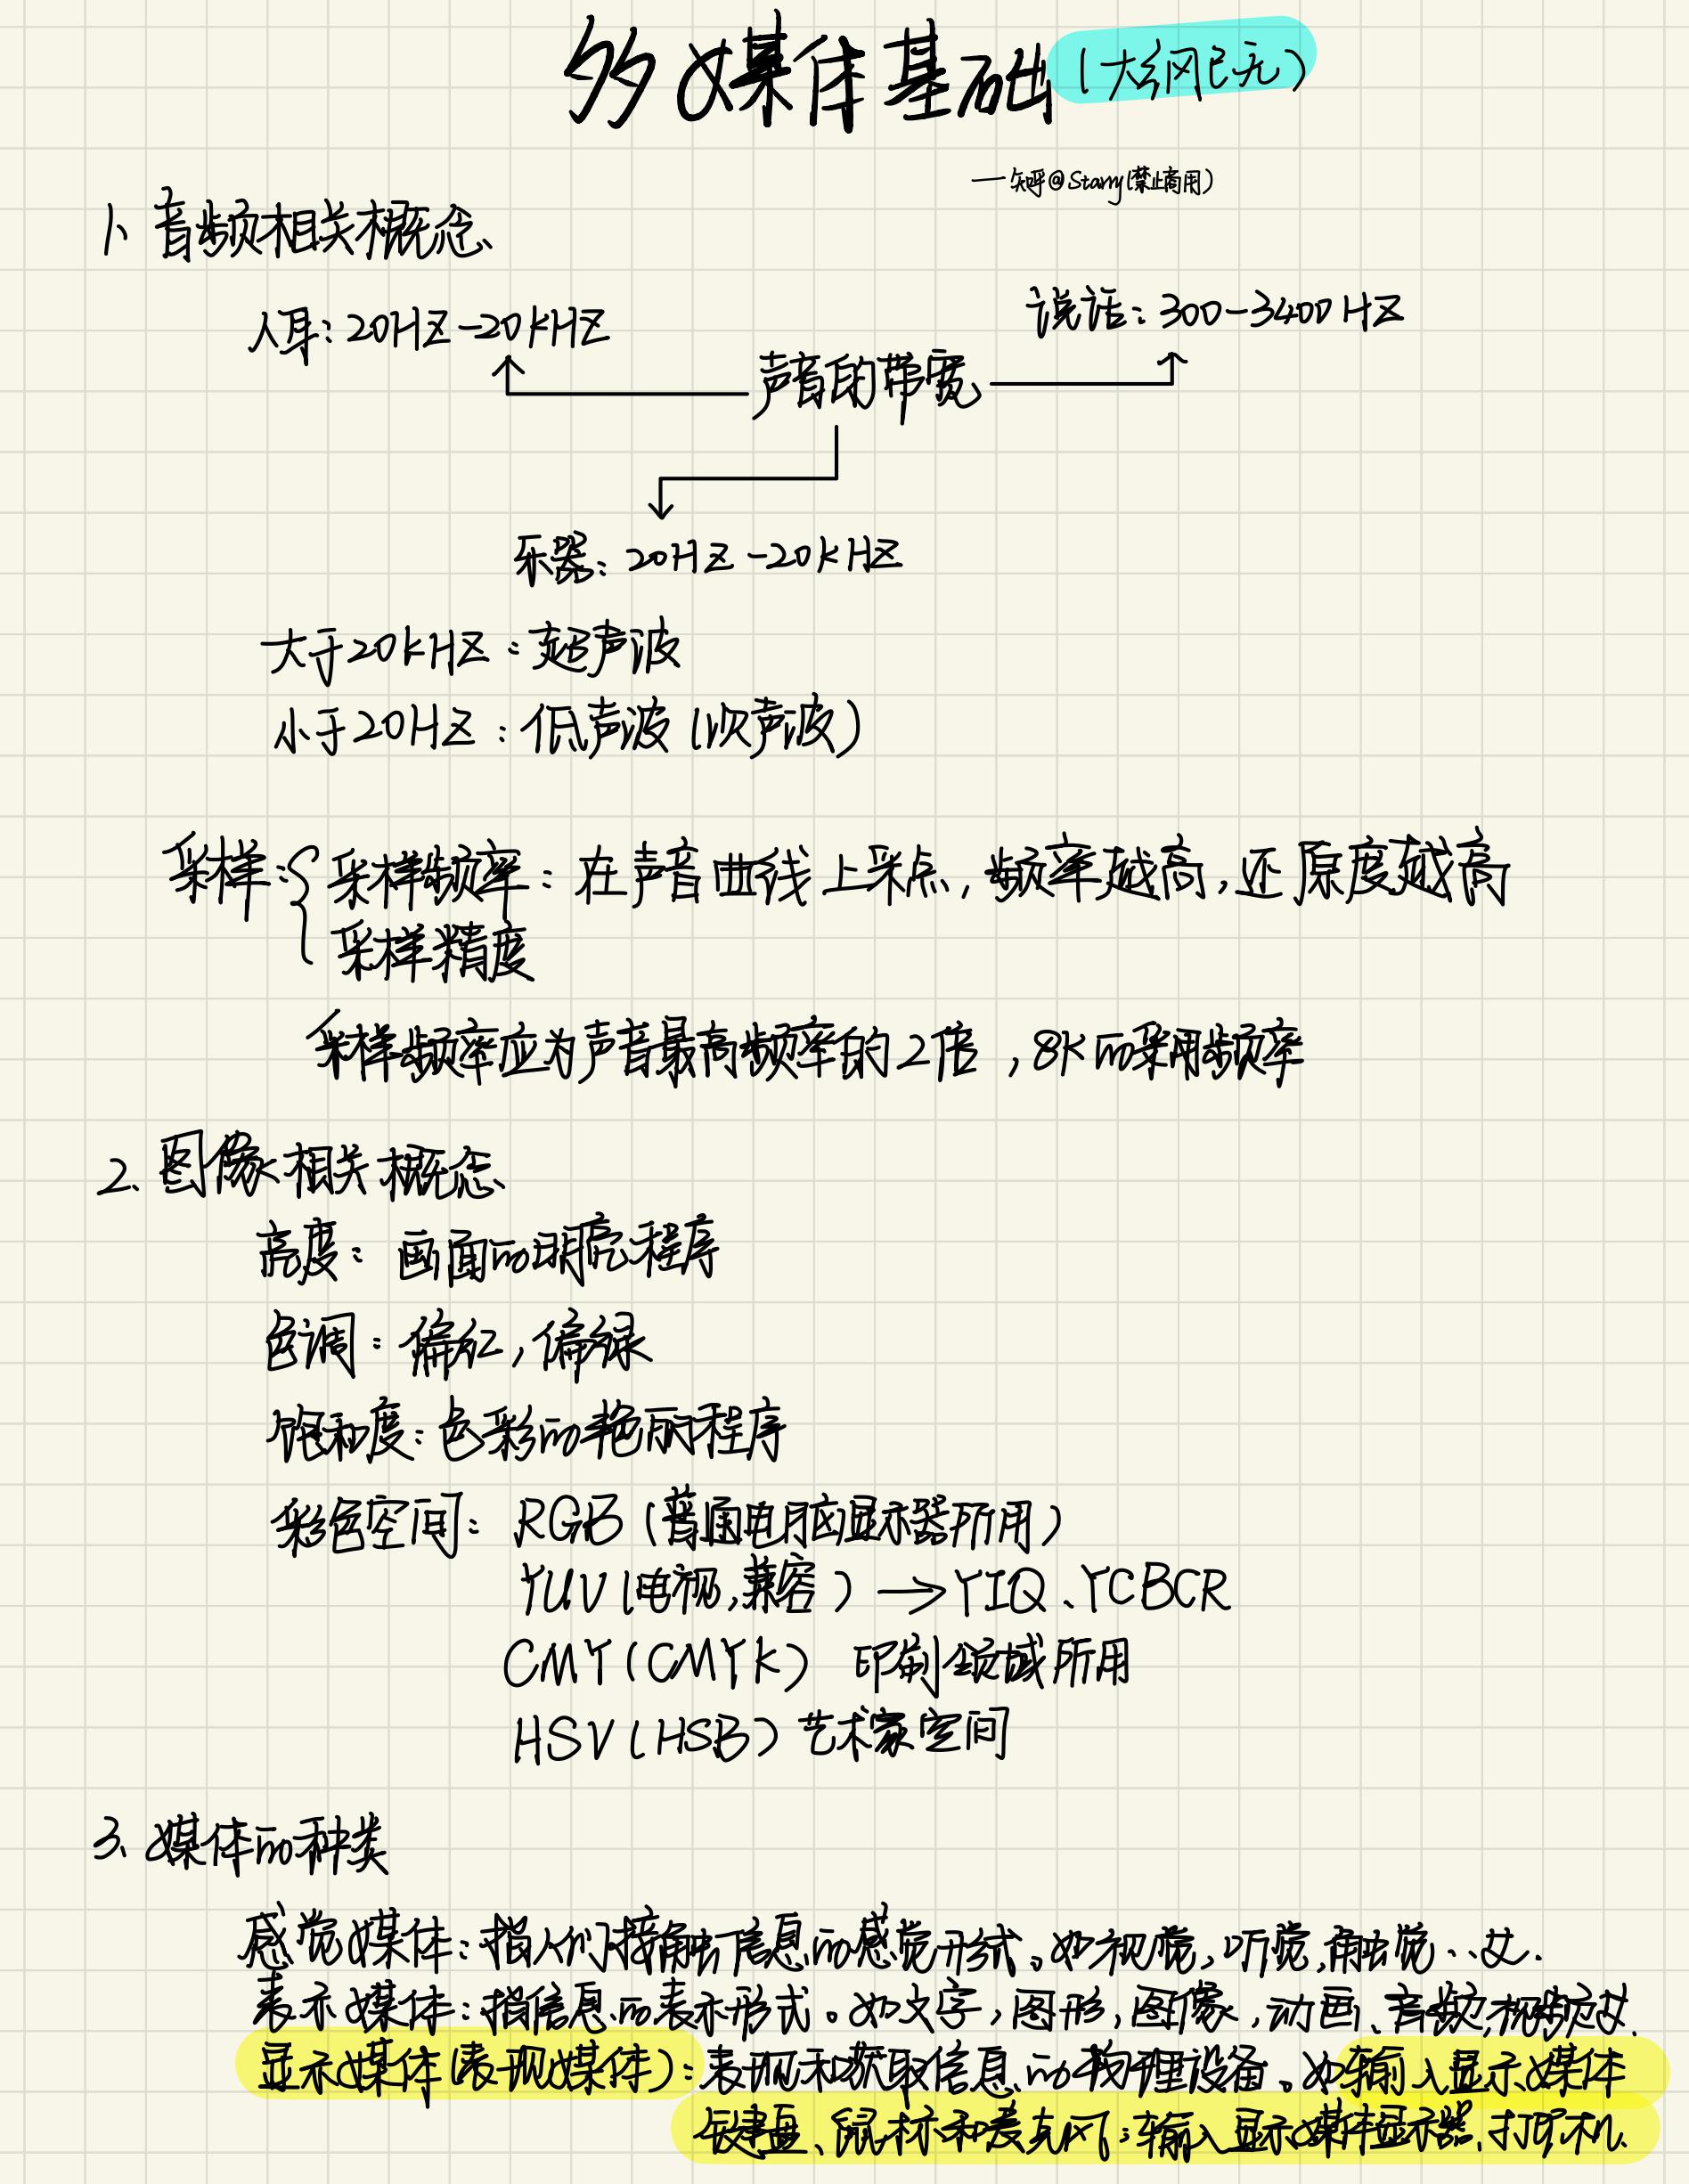 多媒体基础(大纲已无)
—知乎@Starry(禁止商用)
1、音频相关概念
人耳:20HZ-20KHZ
说话:300-3400HZ
声音的带宽
乐器:20HZ-20KHZ
大于20KHZ:超声波
小于20HZ:低声波(次声波)
采样:
采样频率:在声音曲线上采点,频率越高,还原度越高
采样精度
采样频率应为声音最高频率的2倍,8K的采用频率
2.图像相关概念
亮度:画面的明亮程序
色调:偏红,偏绿
饱和度:色彩的艳丽程序
彩色空间:RGB(普通电脑显示器所用)
YUV(电视,兼容)→YIQ、YCBCR
CMY(CMYK) 印刷领域所用
HSV(HSB)艺术家空间
3、媒体的种类
感觉媒体:指人们接触信息的感觉形式。如视觉,听觉,触觉..
表示媒体:指信息的表示形式。如文字,图形,图像,动画、音频,视频
显示媒体(表现媒体):表现和获取信息的物理设备。如输入显示媒体
键盘、鼠标和麦克风;输入显示媒体显示器、打印机、